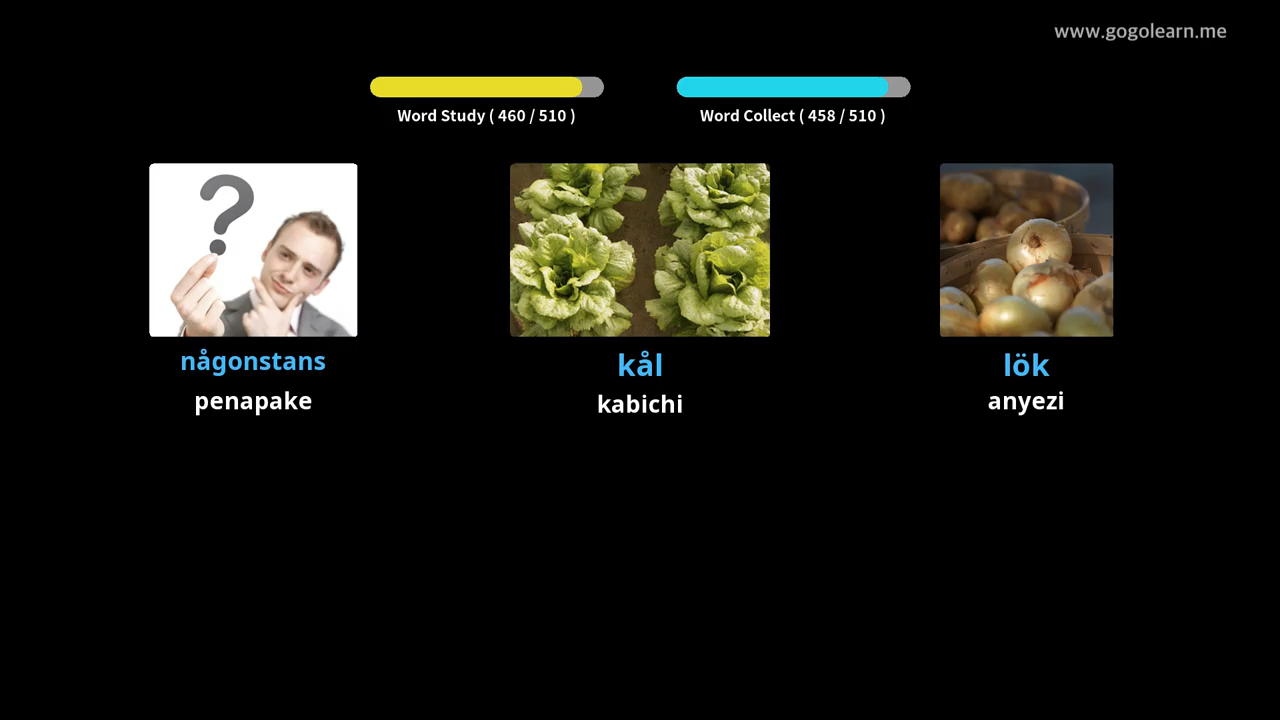 www.gogolearn.me
Word Study ( 460 / 510 )
Word Collect ( 458 / 510 )
någonstans
penapake
kål
kabichi
lök
anyezi